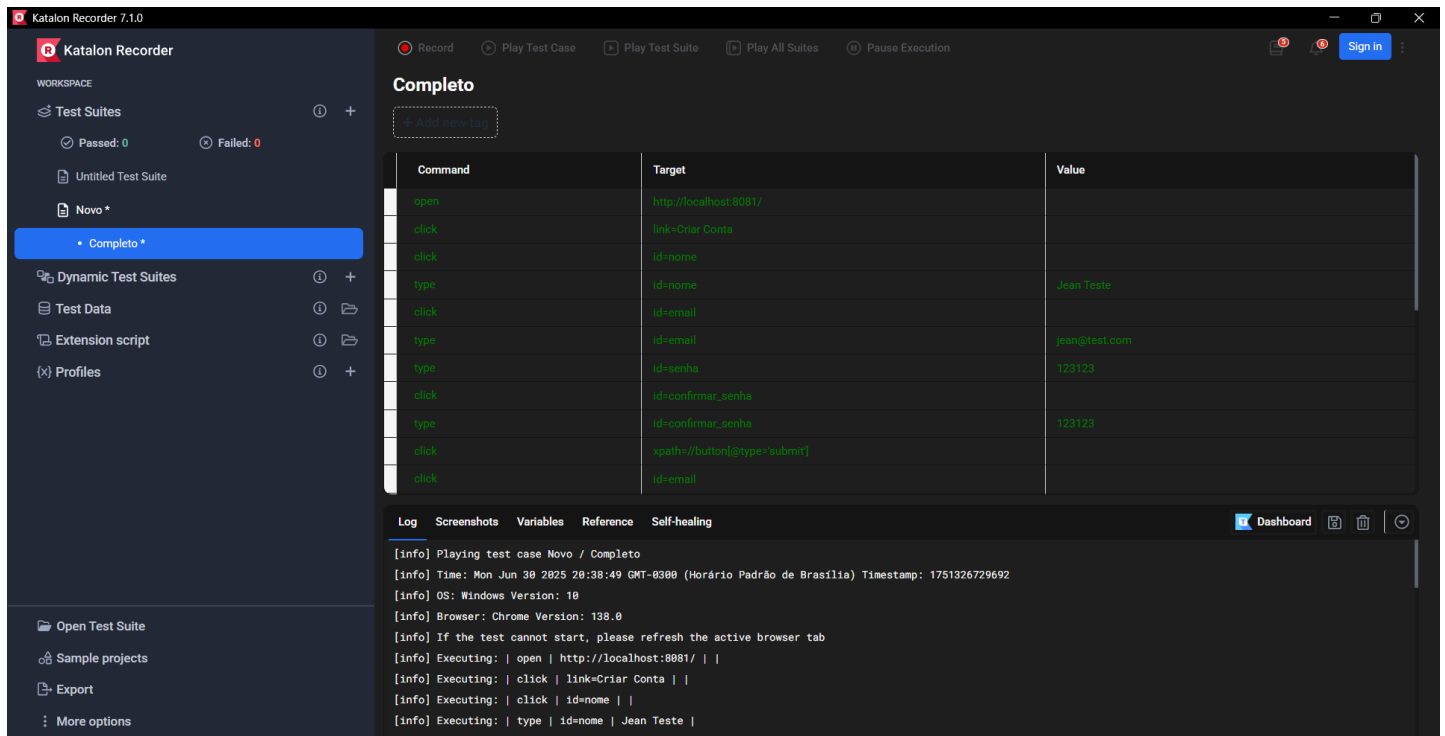 Katalon Recorder 7.1.0
Katalon Recorder
Record Play Test Case Play Test Suite Play All Suites Pause Execution 5 6 Sign in
WORKSPACE
Test Suites
Passed: 0 Failed: 0
Untitled Test Suite
Novo *
• Completo *
Dynamic Test Suites
Test Data
Extension script
{x} Profiles
Open Test Suite
Sample projects
Export
More options
Completo
+ Add new tag
Command Target Value
open http://localhost:8081/
click link=Criar Conta
click id=nome
type id=nome Jean Teste
click id=email
type id=email jean@test.com
type id=senha 123123
click id=confirmar_senha
type id=confirmar_senha 123123
click xpath=//button[@type='submit']
click id=email
Log Screenshots Variables Reference Self-healing Dashboard
[info] Playing test case Novo / Completo
[info] Time: Mon Jun 30 2025 20:38:49 GMT-0300 (Horário Padrão de Brasília) Timestamp: 1751326729692
[info] OS: Windows Version: 10
[info] Browser: Chrome Version: 138.0
[info] If the test cannot start, please refresh the active browser tab
[info] Executing: | open | http://localhost:8081/ | |
[info] Executing: | click | link=Criar Conta | |
[info] Executing: | click | id=nome | |
[info] Executing: | type | id=nome | Jean Teste |